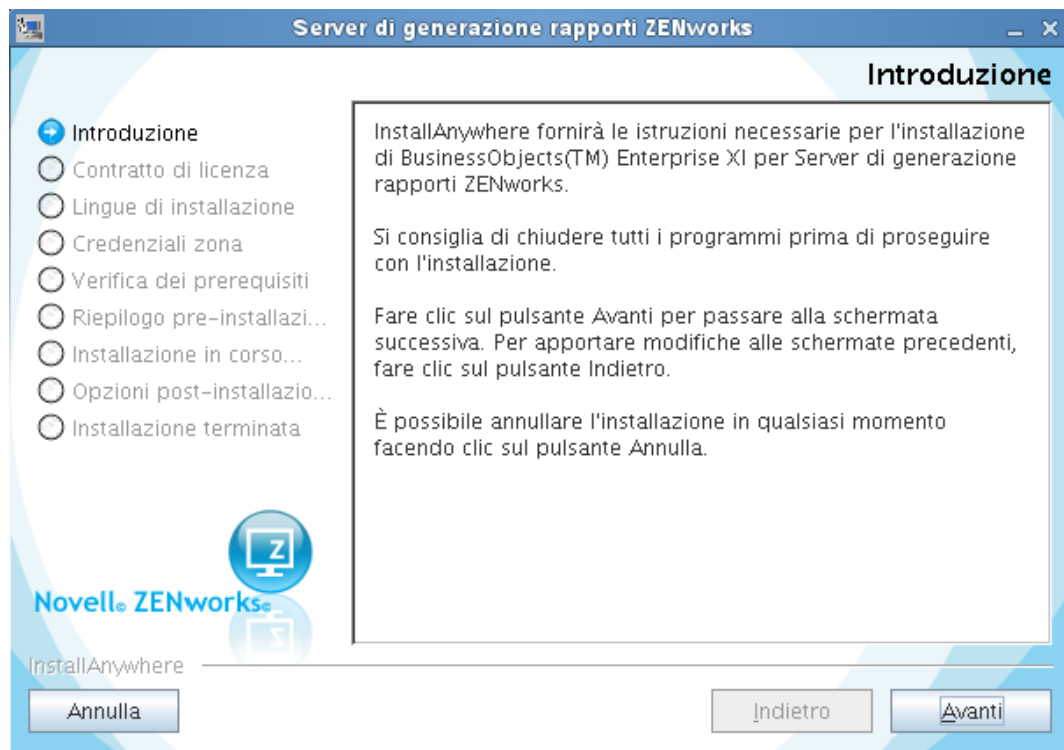 Server di generazione rapporti ZENworks
Introduzione
Introduzione
Contratto di licenza
Lingue di installazione
Credenziali zona
Verifica dei prerequisiti
Riepilogo pre-installazi...
Installazione in corso...
Opzioni post-installazio...
Installazione terminata
InstallAnywhere fornirà le istruzioni necessarie per l'installazione
di BusinessObjects(TM) Enterprise XI per Server di generazione
rapporti ZENworks.
Si consiglia di chiudere tutti i programmi prima di proseguire
con l'installazione.
Fare clic sul pulsante Avanti per passare alla schermata
successiva. Per apportare modifiche alle schermate precedenti,
fare clic sul pulsante Indietro.
È possibile annullare l'installazione in qualsiasi momento
facendo clic sul pulsante Annulla.
Z
Novell® ZENworks®
InstallAnywhere
Annulla
Indietro
Avanti